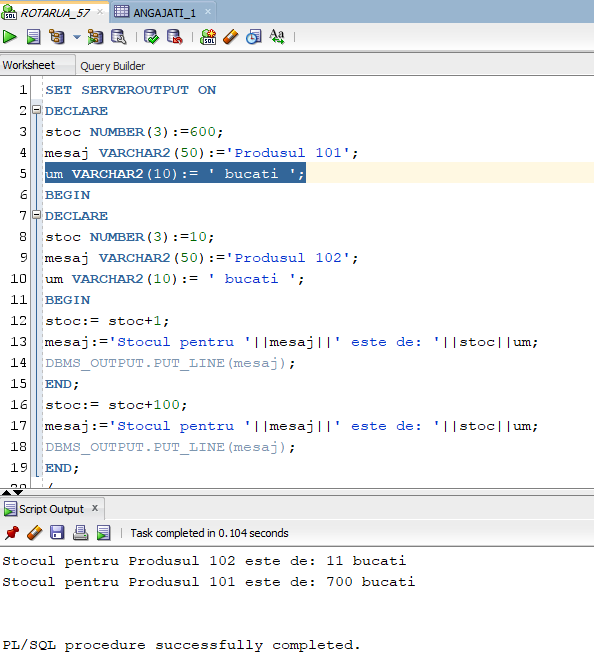 ROTARUA_57 × ANGAJATI_1 ×
Worksheet Query Builder
1 SET SERVEROUTPUT ON
2 DECLARE
3 stoc NUMBER(3):=600;
4 mesaj VARCHAR2(50):='Produsul 101';
5 um VARCHAR2(10):= ' bucati ';
6 BEGIN
7 DECLARE
8 stoc NUMBER(3):=10;
9 mesaj VARCHAR2(50):='Produsul 102';
10 um VARCHAR2(10):= ' bucati ';
11 BEGIN
12 stoc:= stoc+1;
13 mesaj:='Stocul pentru '||mesaj||' este de: '||stoc||um;
14 DBMS_OUTPUT.PUT_LINE(mesaj);
15 END;
16 stoc:= stoc+100;
17 mesaj:='Stocul pentru '||mesaj||' este de: '||stoc||um;
18 DBMS_OUTPUT.PUT_LINE(mesaj);
19 END;
/
Script Output ×
Task completed in 0.104 seconds
Stocul pentru Produsul 102 este de: 11 bucati
Stocul pentru Produsul 101 este de: 700 bucati
PL/SQL procedure successfully completed.